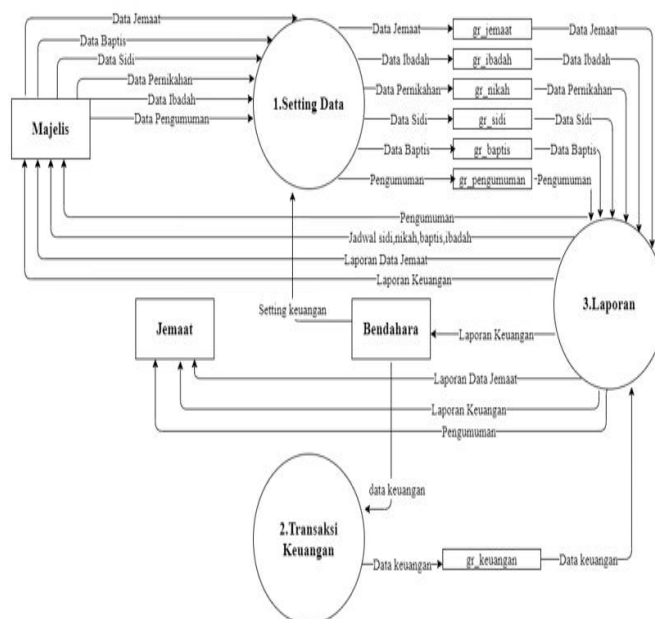 Data Jemaat
Data Baptis
Data Sidi
Data Pernikahan
Data Ibadah
Data Pengumuman
Majelis
1.Setting Data
Data Jemaat
gr_jemaat
Data Jemaat
Data Ibadah
gr_ibadah
Data Ibadah
Data Pernikahan
gr_nikah
Data Pernikahan
Data Sidi
gr_sidi
Data Sidi
Data Baptis
gr_baptis
Data Baptis
Pengumuman
gr_pengumuman
Pengumuman
Pengumuman
Jadwal sidi,nikah,baptis,ibadah
Laporan Data Jemaat
Laporan Keuangan
3.Laporan
Setting keuangan
Jemaat
Bendahara
Laporan Keuangan
Laporan Data Jemaat
Laporan Keuangan
Pengumuman
data keuangan
2.Transaksi
Keuangan
Data keuangan
gr_keuangan
Data keuangan